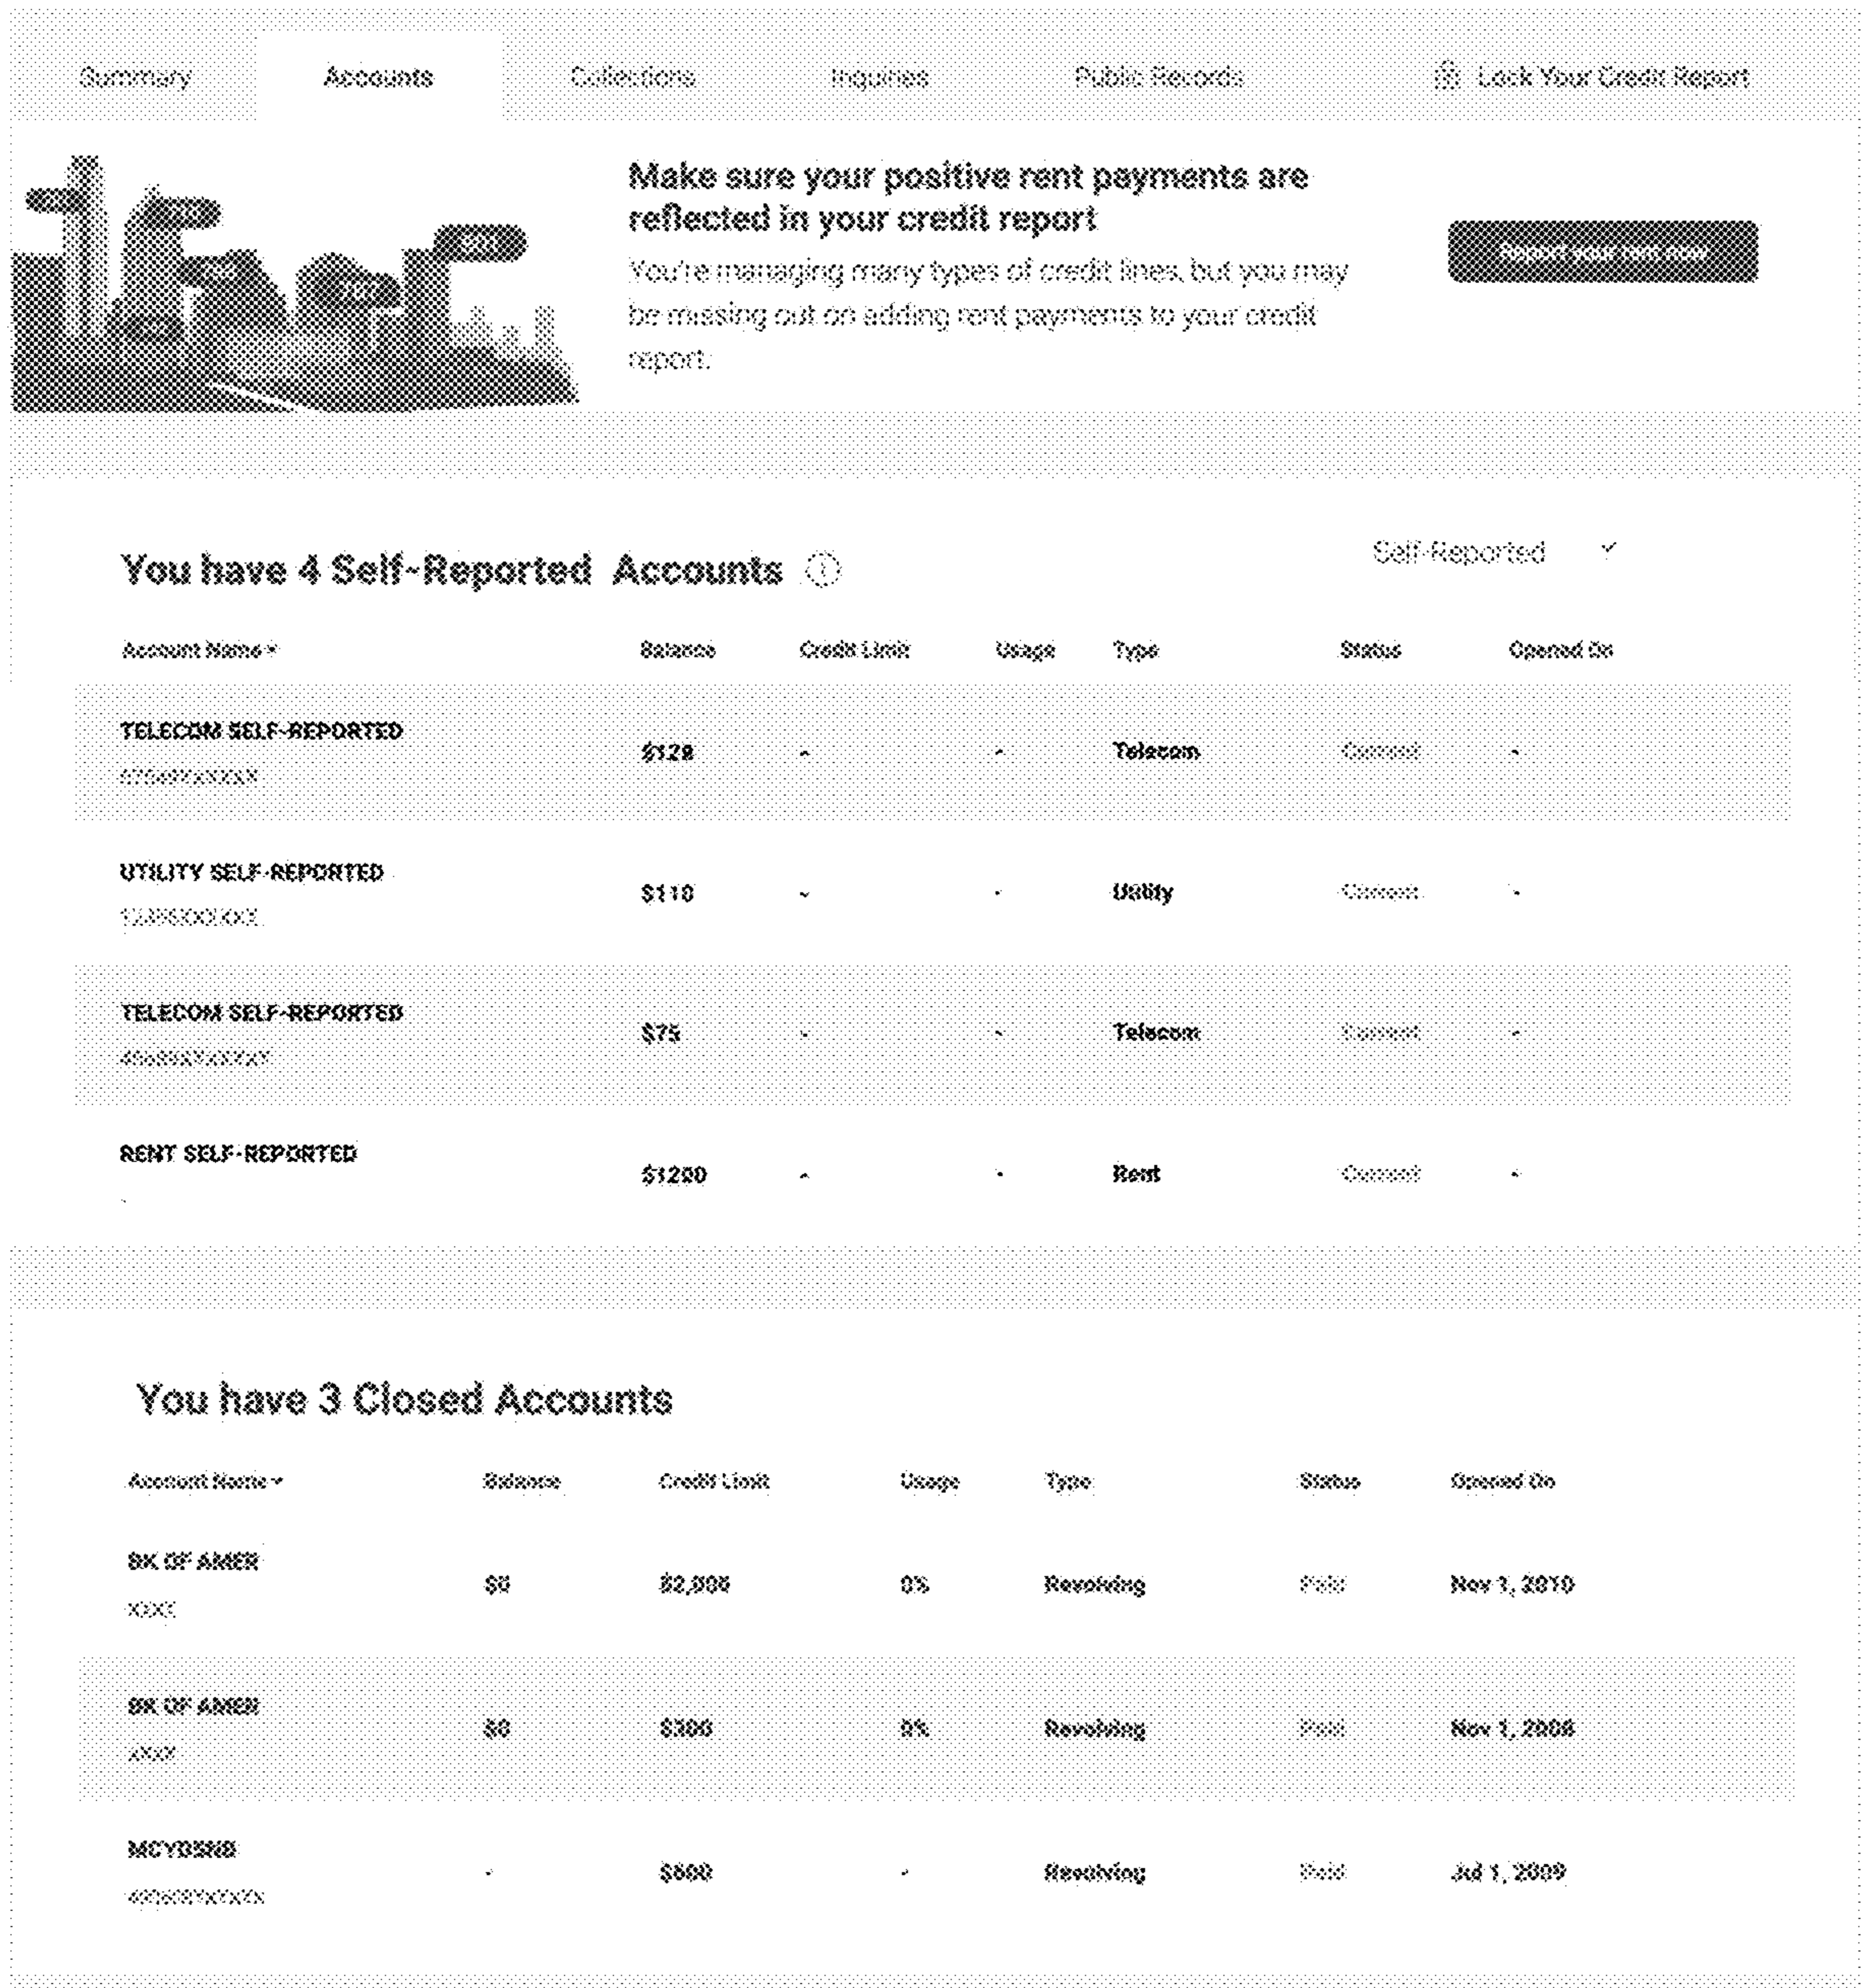 Summary Accounts Collections Inquiries Public Records Lock Your Credit Report
Make sure your positive rent payments are
reflected in your credit report
You're managing many types of credit lines, but you may
be missing out on adding rent payments to your credit
report.
Report your rent now
You have 4 Self-Reported Accounts
Self-Reported
Account Name Balance Credit Limit Usage Type Status Opened On
TELECOM SELF-REPORTED
$128 - - Telecom Current -
UTILITY SELF-REPORTED
$110 - - Utility Current -
TELECOM SELF-REPORTED
$75 - - Telecom Current -
RENT SELF-REPORTED
-
$1200 - - Rent Current -
You have 3 Closed Accounts
Account Name Balance Credit Limit Usage Type Status Opened On
BK OF AMER
$0 $2,000 0% Revolving Paid Nov 1, 2010
XXXX
BK OF AMER
$0 $300 0% Revolving Paid Nov 1, 2008
XXXX
- $600 - Revolving Paid Jul 1, 2009